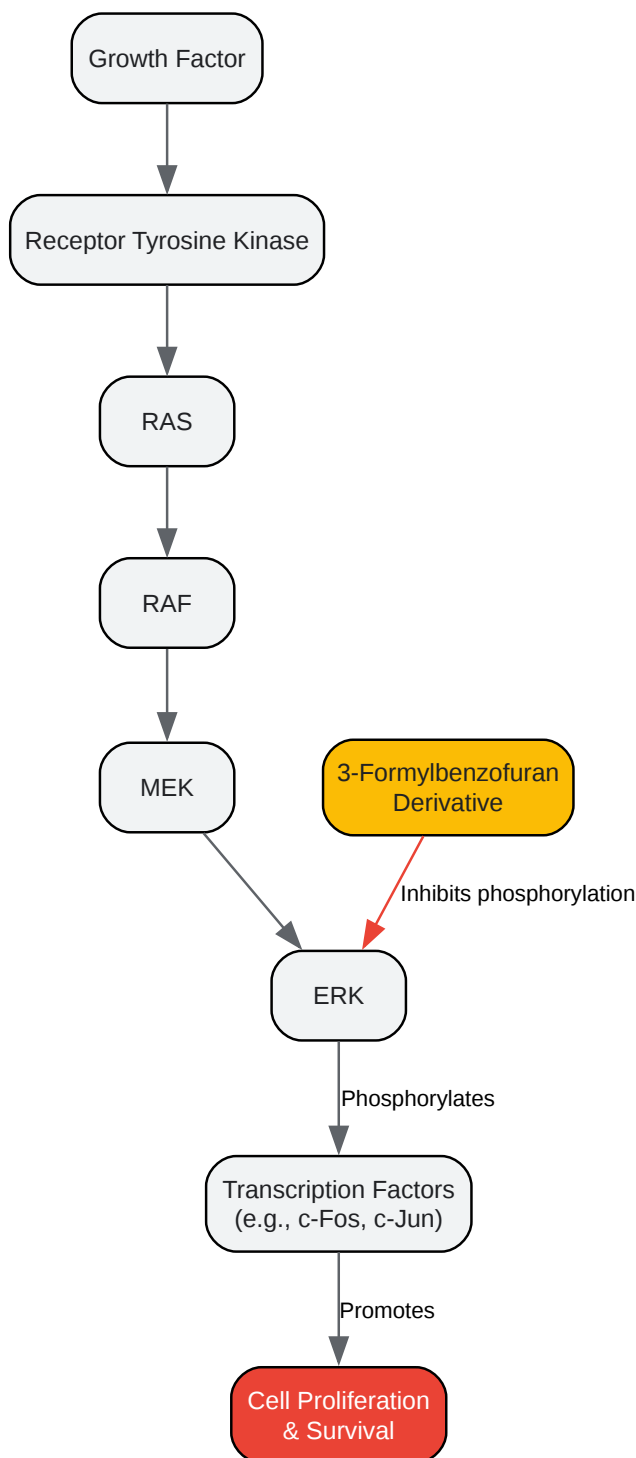 Growth Factor
Receptor Tyrosine Kinase
RAS
RAF
MEK
3-Formylbenzofuran
Derivative
Inhibits phosphorylation
ERK
Phosphorylates
Transcription Factors
(e.g., c-Fos, c-Jun)
Promotes
Cell Proliferation
& Survival